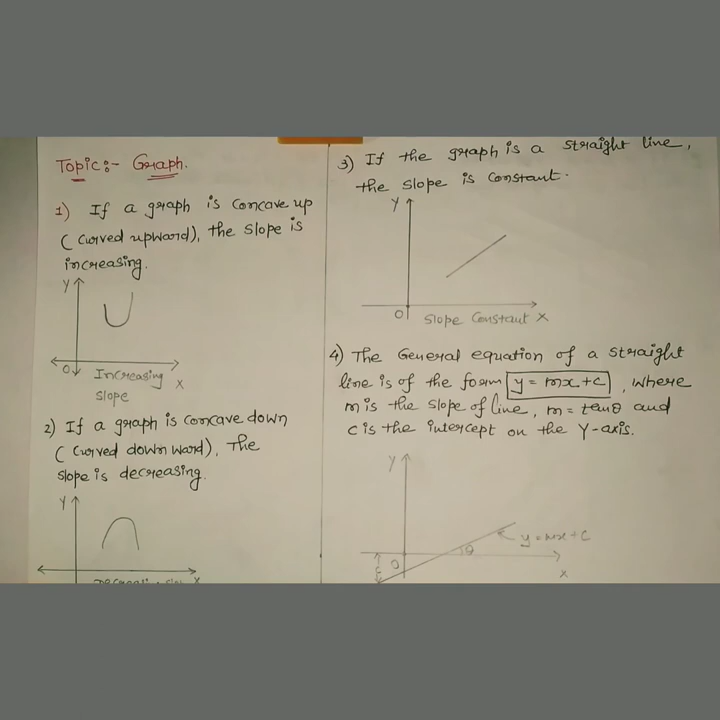 Topic:- Graph.
1) If a graph is concave up
(curved upward), the slope is
increasing.
Y
O
Increasing
X
slope
2) If a graph is concave down
(curved down ward), The
slope is decreasing.
Y
X
3) If the graph is a straight line,
the slope is constant.
Y
O
Slope Constant X
4) The General equation of a straight
line is of the form y = mx + c, where
m is the slope of line, m = tanθ and
c is the intercept on the Y-axis.
Y
y = mx + c
θ
O
c
X